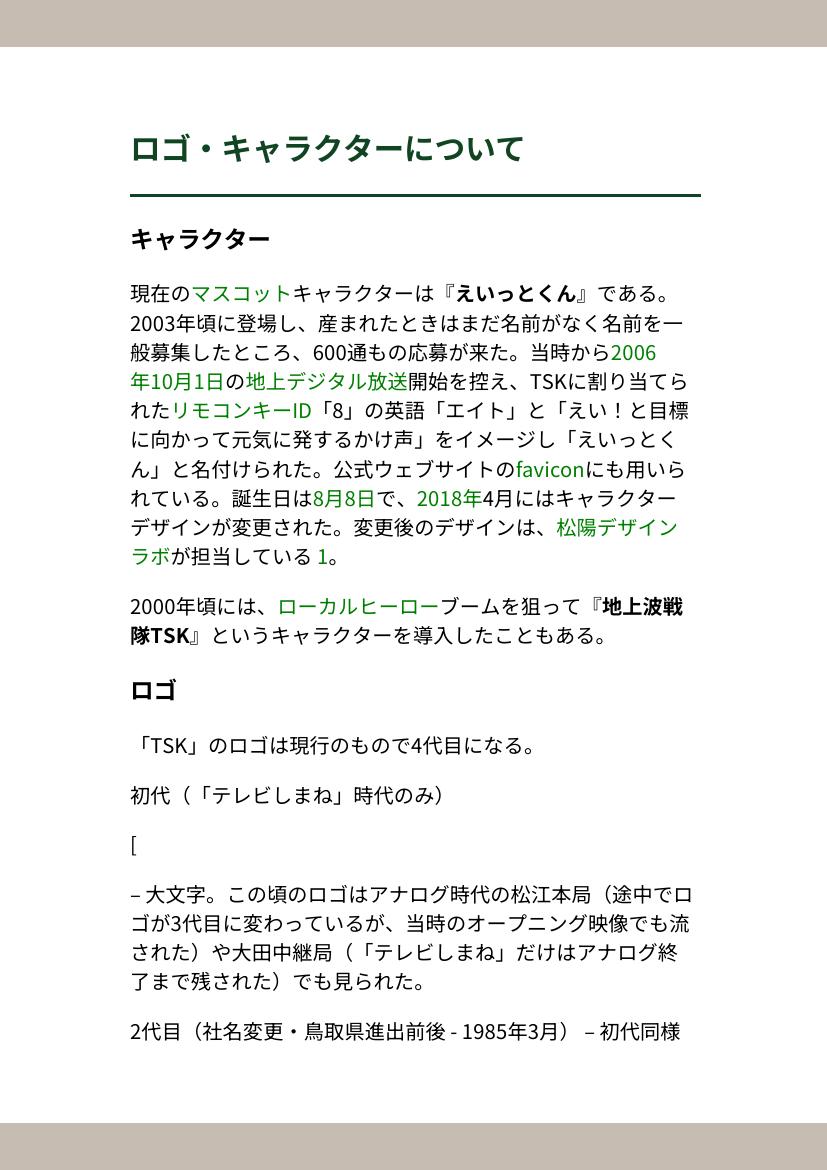 ロゴ・キャラクターについて
キャラクター
現在のマスコットキャラクターは『えいっとくん』である。
2003年頃に登場し、産まれたときはまだ名前がなく名前を一
般募集したところ、600通もの応募が来た。当時から2006
年10月1日の地上デジタル放送開始を控え、TSKに割り当てら
れたリモコンキーID「8」の英語「エイト」と「えい！と目標
に向かって元気に発するかけ声」をイメージし「えいっとく
ん」と名付けられた。公式ウェブサイトのfaviconにも用いら
れている。誕生日は8月8日で、2018年4月にはキャラクター
デザインが変更された。変更後のデザインは、松陽デザイン
ラボが担当している 1。
2000年頃には、ローカルヒーローブームを狙って『地上波戦
隊TSK』というキャラクターを導入したこともある。
ロゴ
「TSK」のロゴは現行のもので4代目になる。
初代（「テレビしまね」時代のみ）
[
– 大文字。この頃のロゴはアナログ時代の松江本局（途中でロ
ゴが3代目に変わっているが、当時のオープニング映像でも流
された）や大田中継局（「テレビしまね」だけはアナログ終
了まで残された）でも見られた。
2代目（社名変更・鳥取県進出前後 - 1985年3月） – 初代同様